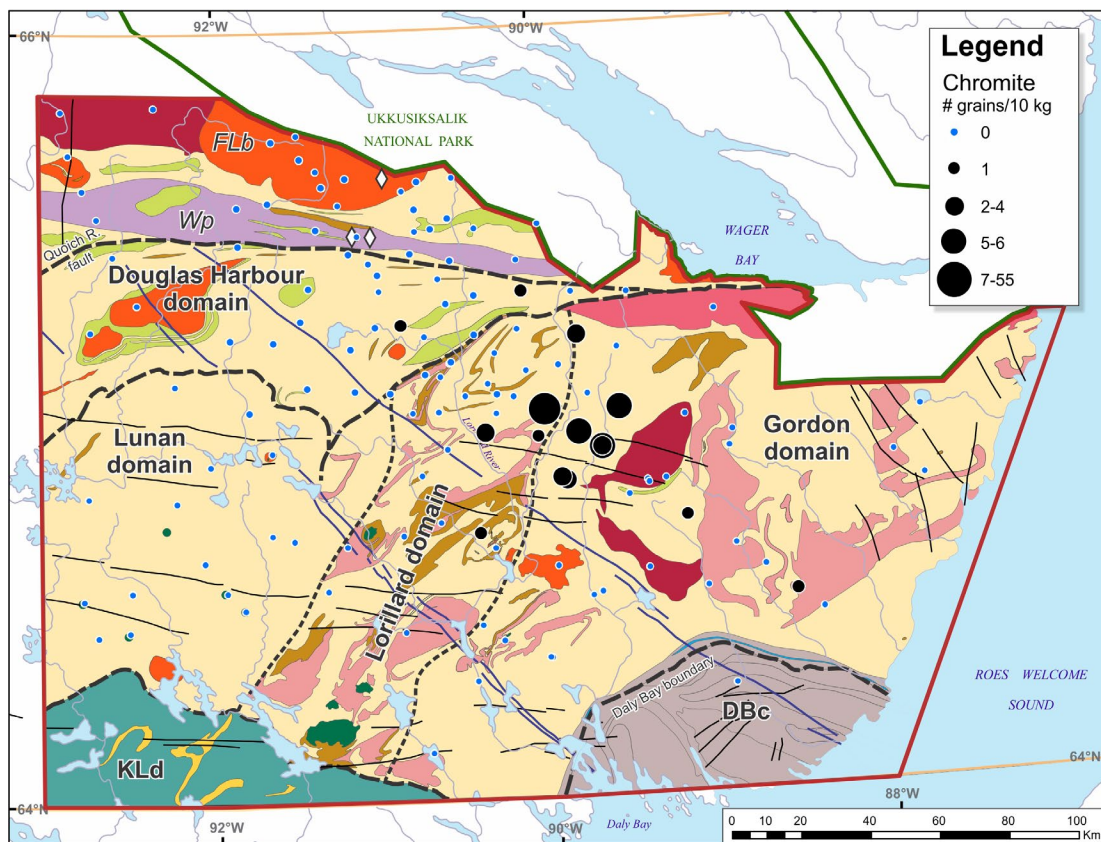 92°W
90°W
66°N
Legend
Chromite
# grains/10 kg
0
1
2-4
5-6
7-55
UKKUSIKSALIK
NATIONAL PARK
FLb
Wp
WAGER
BAY
Quoich R.
fault
Douglas Harbour
domain
Lunan
domain
Gordon
domain
Lorillard River
Lorillard domain
ROES WELCOME
SOUND
Daly Bay boundary
DBc
KLd
64°N
64°N
92°W
90°W
88°W
Daly Bay
0 10 20 40 60 80 100
Km